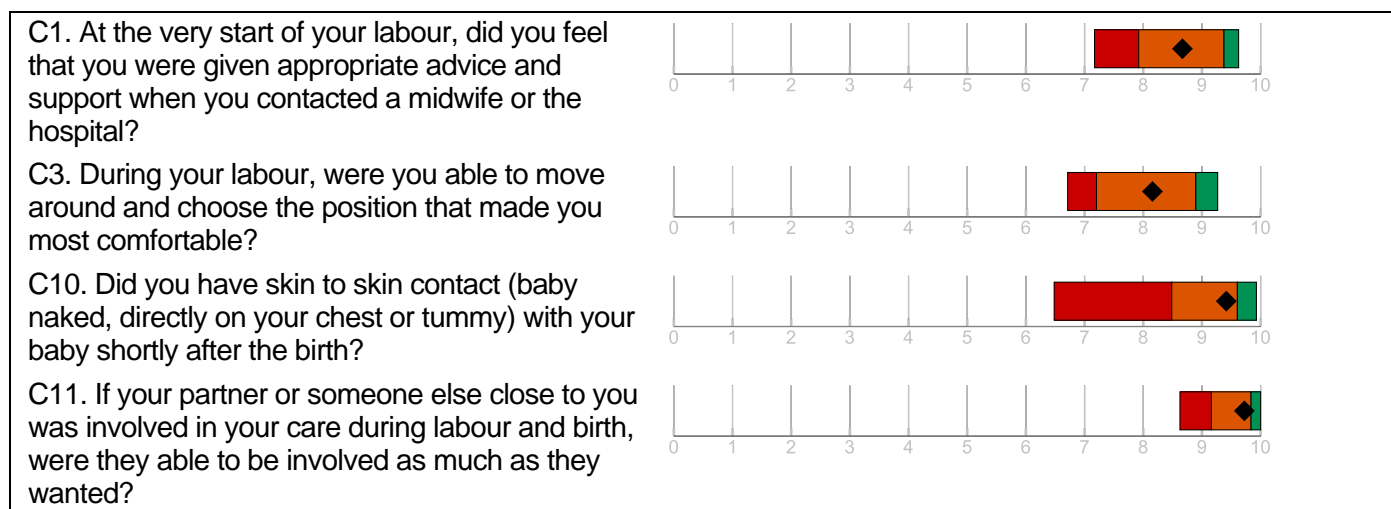 C1. At the very start of your labour, did you feel
that you were given appropriate advice and
support when you contacted a midwife or the
hospital?
0 1 2 3 4 5 6 7 8 9 10
C3. During your labour, were you able to move
around and choose the position that made you
most comfortable?
0 1 2 3 4 5 6 7 8 9 10
C10. Did you have skin to skin contact (baby
naked, directly on your chest or tummy) with your
baby shortly after the birth?
0 1 2 3 4 5 6 7 8 9 10
C11. If your partner or someone else close to you
was involved in your care during labour and birth,
were they able to be involved as much as they
wanted?
0 1 2 3 4 5 6 7 8 9 10